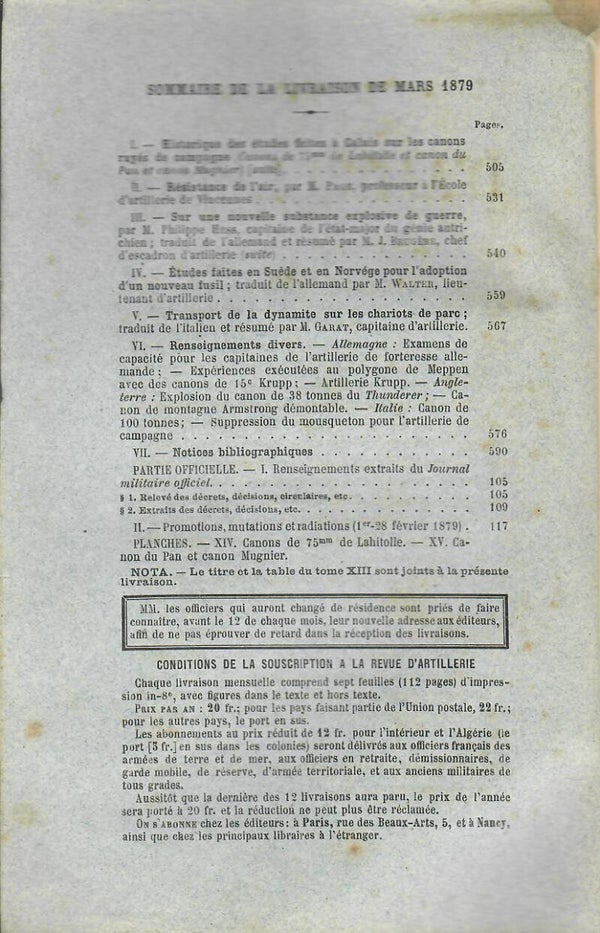 SOMMAIRE DE LA LIVRAISON DE MARS 1879
Pages.
I. — Historique des études faites à Calais sur les canons
rayés de campagne
Pan et canon Mugnier (suite) . . . 505
II. — Résistance de l'air, par M. professeur à l'École
d'artillerie de Vincennes . . . . . . . . . . . . . 531
III. — Sur une nouvelle substance explosive de guerre,
par M. Philippe Hess, capitaine de l'état-major du génie autri-
chien ; traduit de l'allemand et résumé par M. J. chef
d'escadron d'artillerie (suite) . . . . . . . . . . . 540
IV. — Études faites en Suède et en Norvége pour l'adoption
d'un nouveau fusil ; traduit de l'allemand par M. WALTER, lieu-
tenant d'artillerie . . . . . . . . . . . . . . . . 559
V. — Transport de la dynamite sur les chariots de parc ;
traduit de l'italien et résumé par M. GARAT, capitaine d'artillerie. 567
VI. — Renseignements divers. — Allemagne : Examens de
capacité pour les capitaines de l'artillerie de forteresse alle-
mande ; — Expériences exécutées au polygone de Meppen
avec des canons de 15c Krupp ; — Artillerie Krupp. — Angle-
terre : Explosion du canon de 38 tonnes du Thunderer ; — Ca-
non de montagne Armstrong démontable. — Italie : Canon de
100 tonnes ; — Suppression du mousqueton pour l'artillerie de
campagne . . . . . . . . . . . . . . . . . . . 576
VII. — Notices bibliographiques . . . . . . . . . . . 590
PARTIE OFFICIELLE. — I. Renseignements extraits du Journal
militaire officiel. . . . . . . . . . . . . . . . . . 105
§ 1. Relevé des décrets, décisions, circulaires, etc. . . . . . . . . . 105
§ 2. Extraits des décrets, décisions, etc. . . . . . . . . . . . . . 109
II. — Promotions, mutations et radiations (1er-28 février 1879) . 117
PLANCHES. — XIV. Canons de 75mm de Lahitolle. — XV. Ca-
non du Pan et canon Mugnier.
NOTA. — Le titre et la table du tome XIII sont joints à la présente
livraison.
MM. les officiers qui auront changé de résidence sont priés de faire
connaître, avant le 12 de chaque mois, leur nouvelle adresse aux éditeurs,
afin de ne pas éprouver de retard dans la réception des livraisons.
CONDITIONS DE LA SOUSCRIPTION A LA REVUE D'ARTILLERIE
Chaque livraison mensuelle comprend sept feuilles (112 pages) d'impres-
sion in-8°, avec figures dans le texte et hors texte.
PRIX PAR AN : 20 fr. ; pour les pays faisant partie de l'Union postale, 22 fr. ;
pour les autres pays, le port en sus.
Les abonnements au prix réduit de 12 fr. pour l'intérieur et l'Algérie (le
port [5 fr.] en sus dans les colonies) seront délivrés aux officiers français des
armées de terre et de mer, aux officiers en retraite, démissionnaires, de
garde mobile, de réserve, d'armée territoriale, et aux anciens militaires de
tous grades.
Aussitôt que la dernière des 12 livraisons aura paru, le prix de l'année
sera porté à 20 fr. et la réduction ne peut plus être réclamée.
ON S'ABONNE chez les éditeurs : à Paris, rue des Beaux-Arts, 5, et à Nancy,
ainsi que chez les principaux libraires à l'étranger.